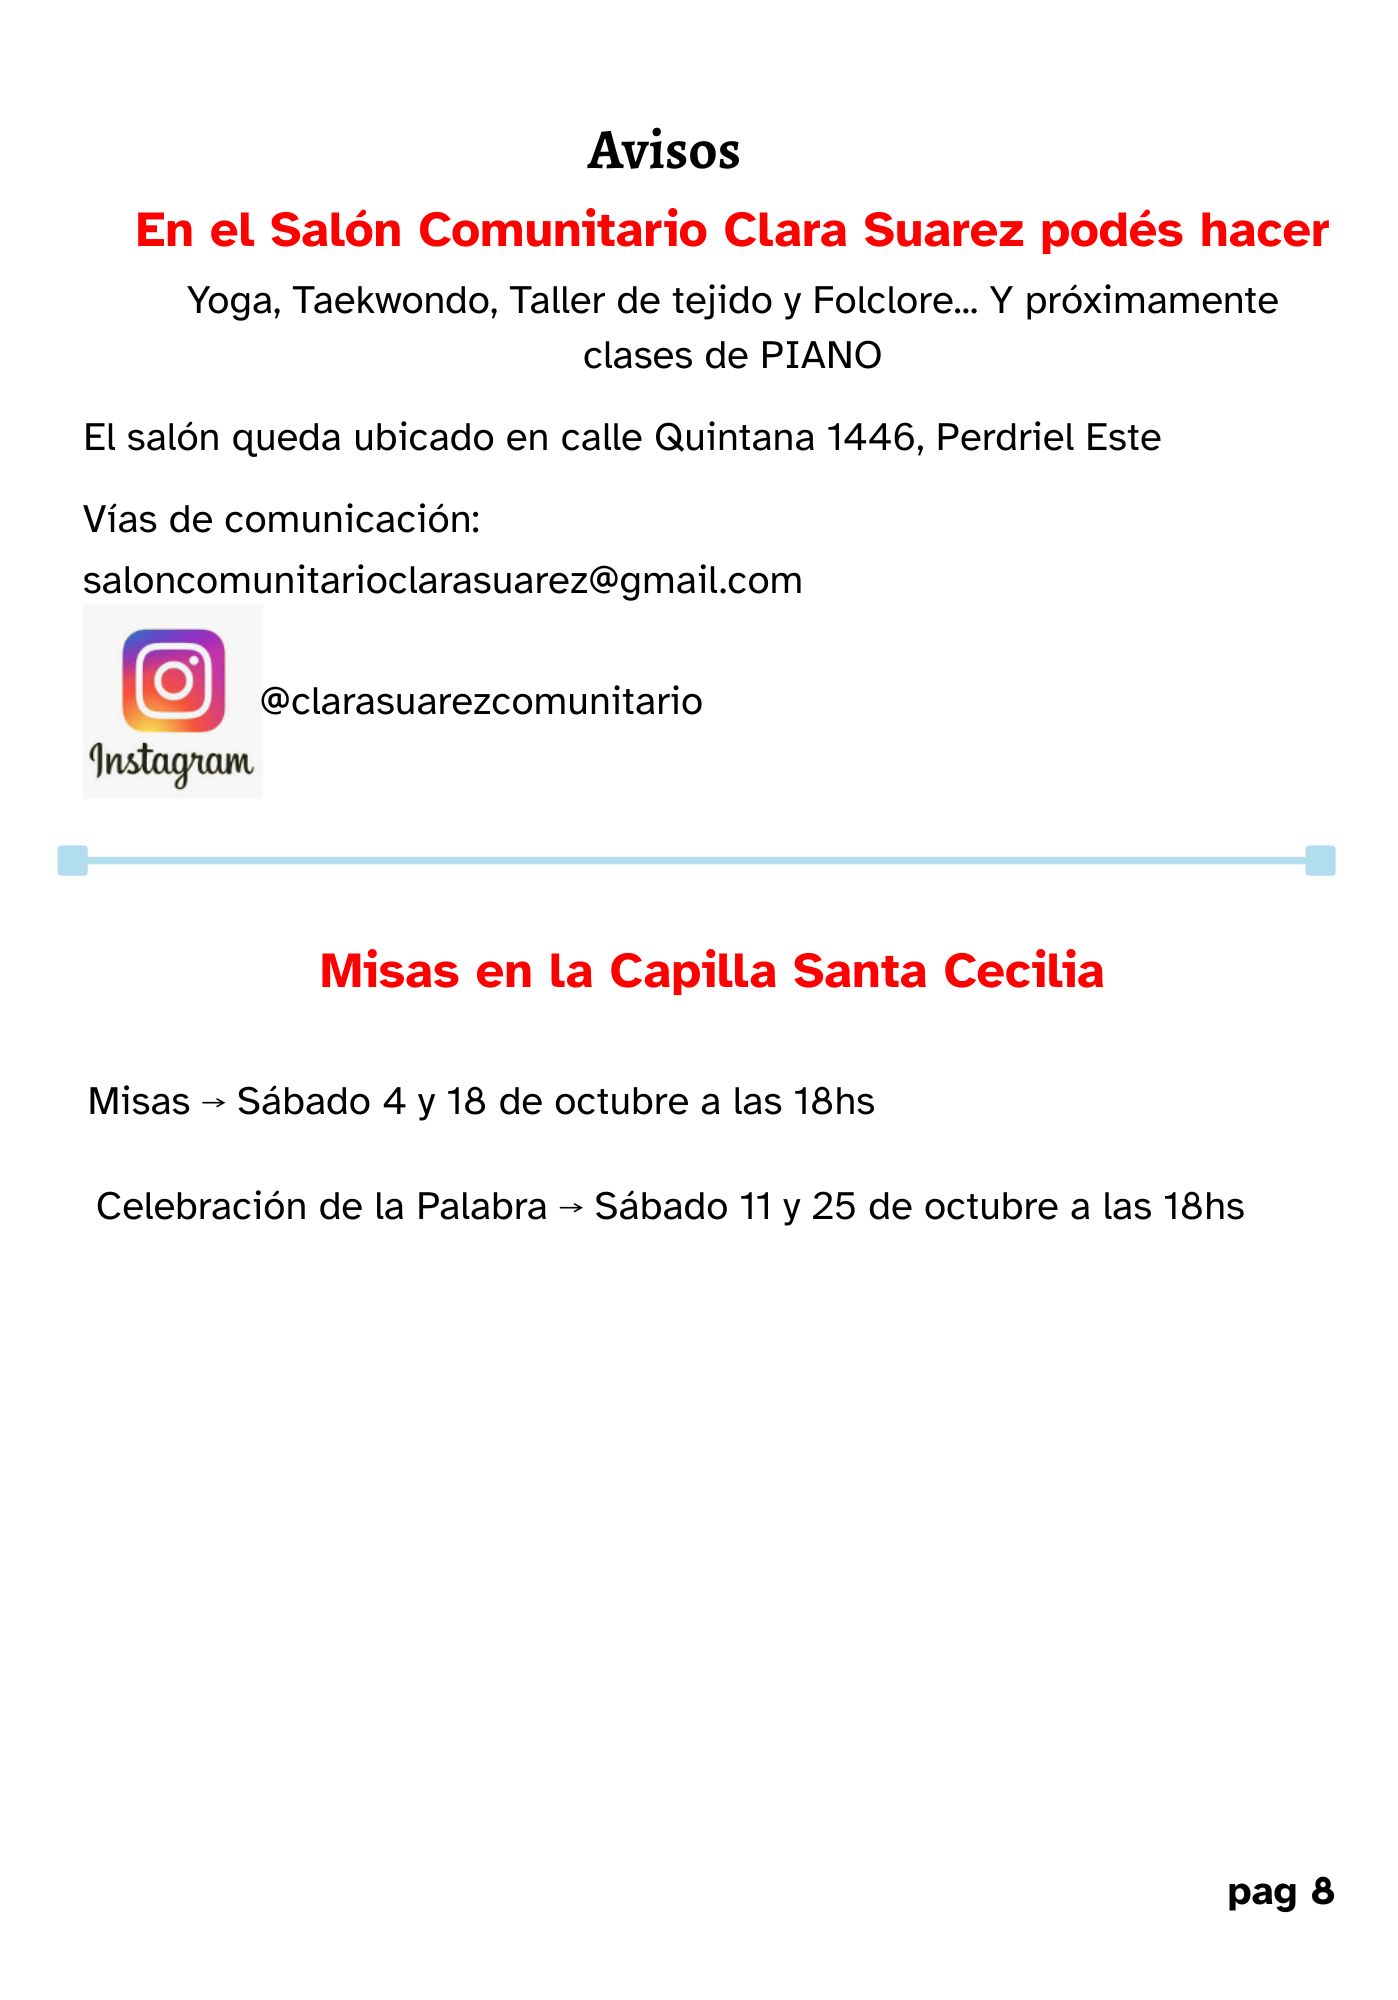 Avisos
En el Salón Comunitario Clara Suarez podés hacer
Yoga, Taekwondo, Taller de tejido y Folclore... Y próximamente
clases de PIANO
El salón queda ubicado en calle Quintana 1446, Perdriel Este
Vías de comunicación:
saloncomunitarioclarasuarez@gmail.com
@clarasuarezcomunitario
Instagram
Misas en la Capilla Santa Cecilia
Misas → Sábado 4 y 18 de octubre a las 18hs
Celebración de la Palabra → Sábado 11 y 25 de octubre a las 18hs
pag 8